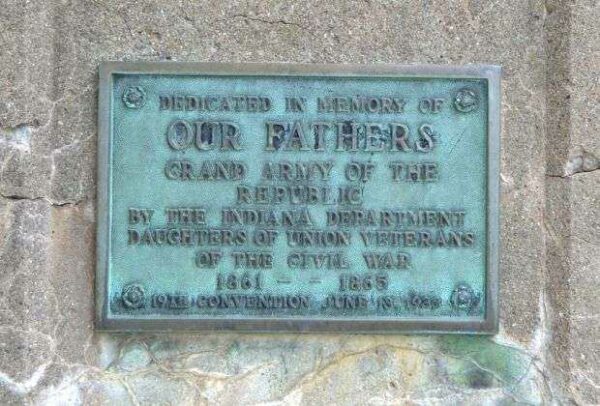 DEDICATED IN MEMORY OF
OUR FATHERS
GRAND ARMY OF THE
REPUBLIC
BY THE INDIANA DEPARTMENT
DAUGHTERS OF UNION VETERANS
OF THE CIVIL WAR
1861 - - 1865
CONVENTION JUNE